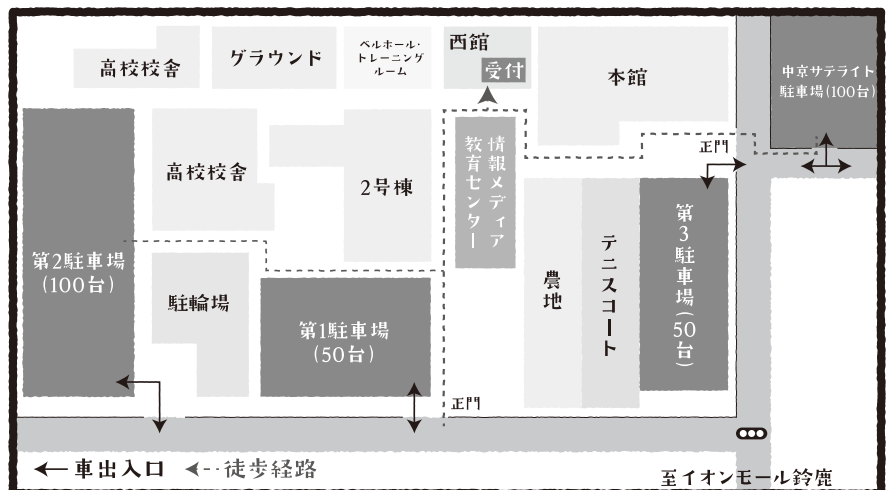 高校校舎
グラウンド
ベルホール・
トレーニング
ルーム
西館
受付
本館
中京サテライト
駐車場(100台)
正門
高校校舎
2号棟
情報メディア
教育センター
第2駐車場
(100台)
駐輪場
第1駐車場
(50台)
農地
テニスコート
第3駐車場(50台)
正門
車出入口
徒歩経路
至イオンモール鈴鹿